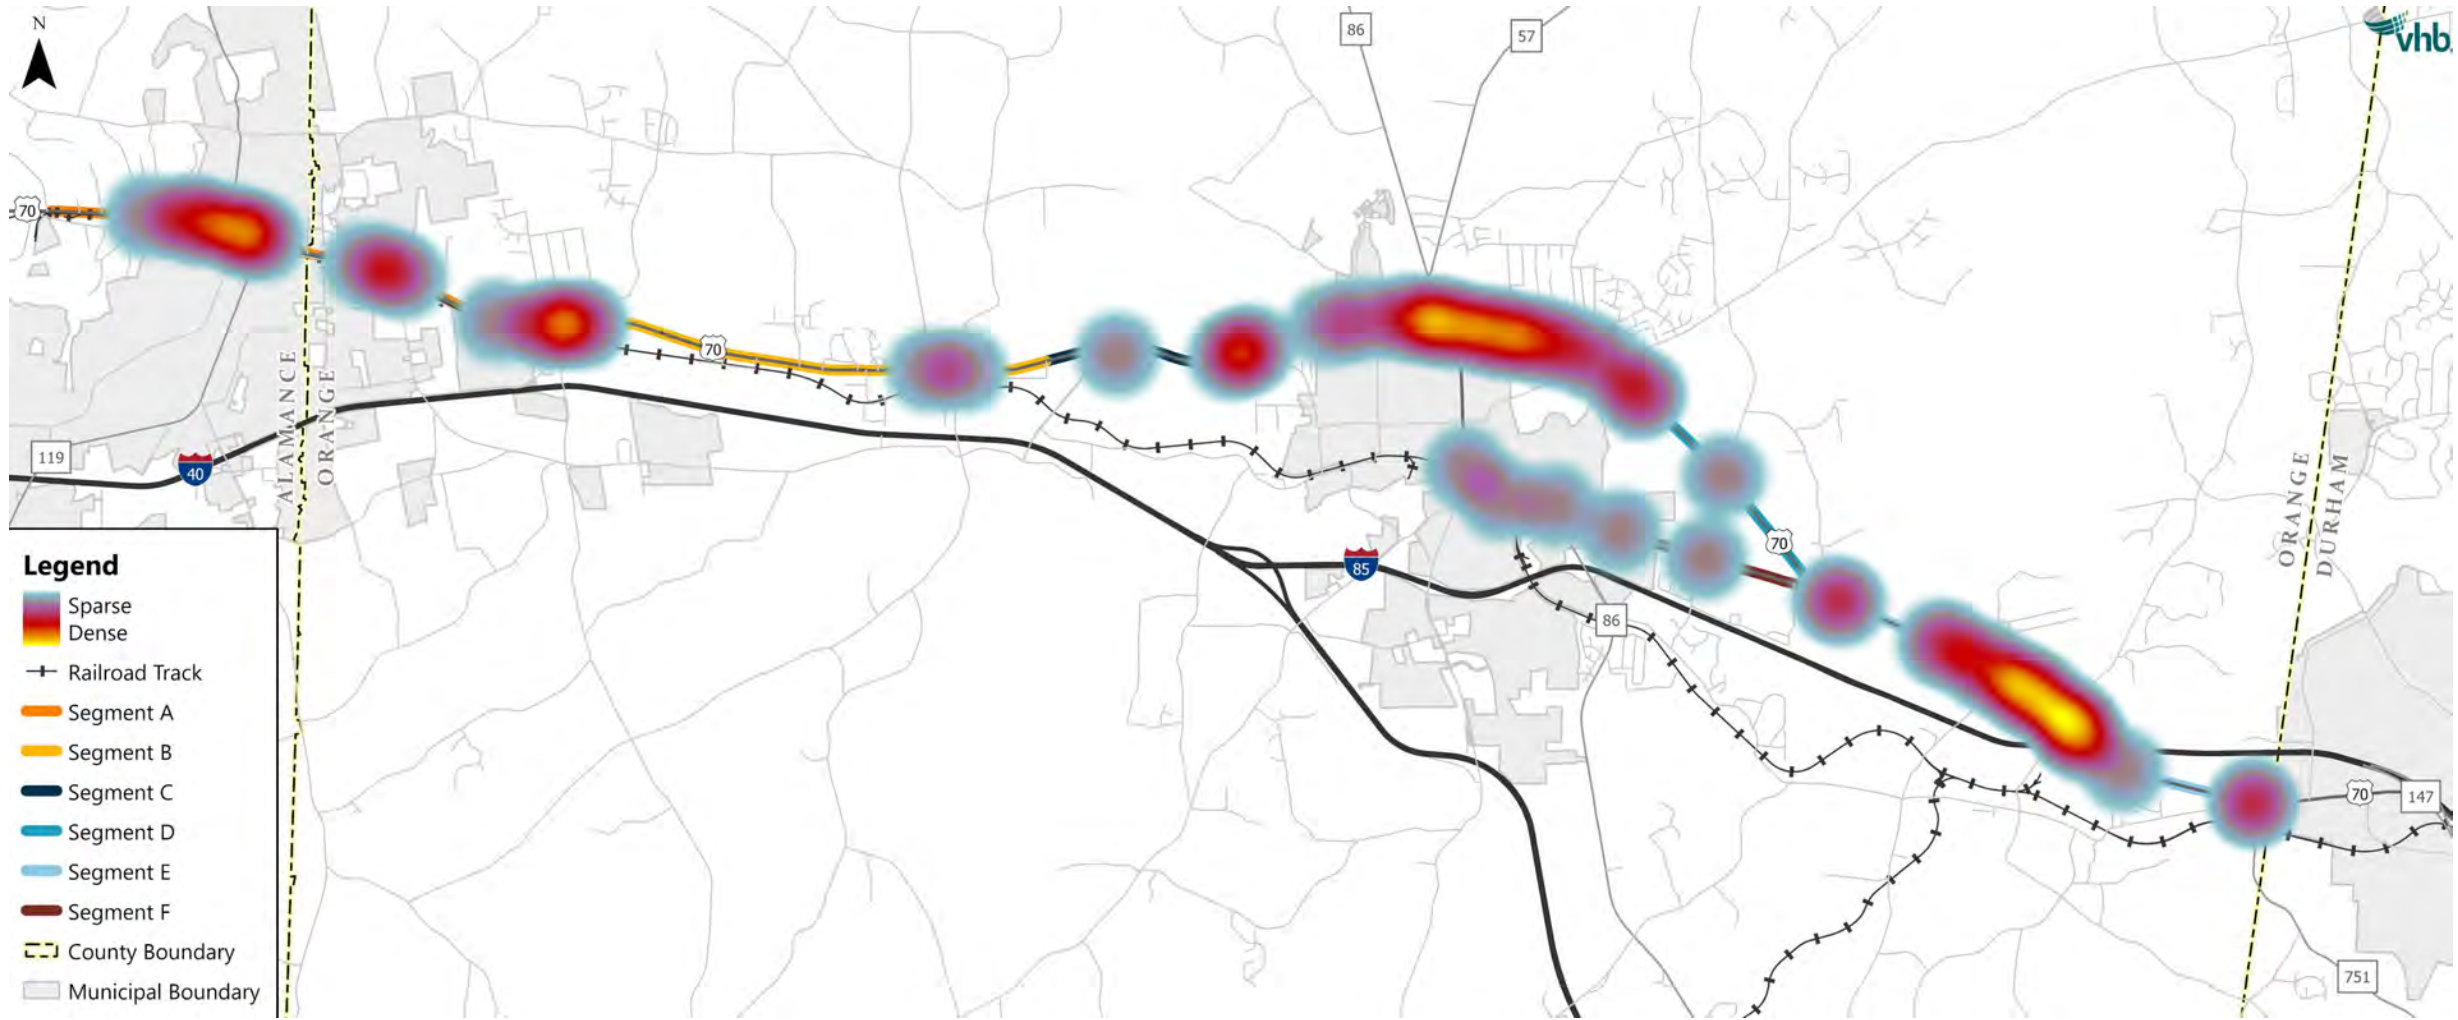 N
86
57
vhb
70
70
ALAMANCE
ORANGE
119
40
85
86
70
ORANGE
DURHAM
70
147
751
Legend
Sparse
Dense
Railroad Track
Segment A
Segment B
Segment C
Segment D
Segment E
Segment F
County Boundary
Municipal Boundary